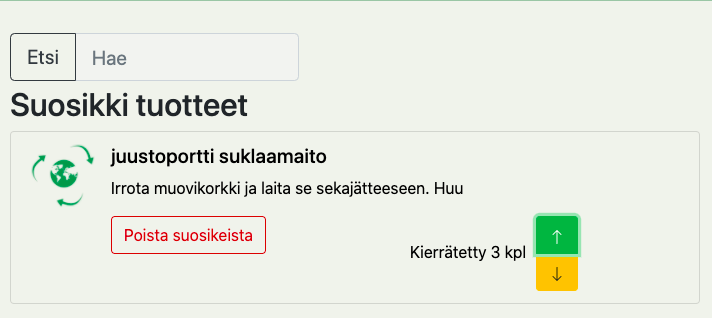 Etsi Hae
Suosikki tuotteet
juustoportti suklaamaito
Irrota muovikorkki ja laita se sekajätteeseen. Huu
Poista suosikeista
Kierrätetty 3 kpl ↑
↓